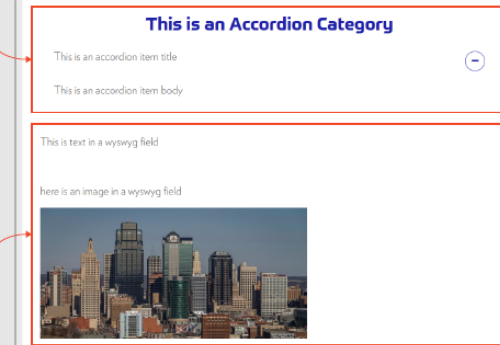 This is an Accordion Category
This is an accordion item title
This is an accordion item body
This is text in a wyswyg field
here is an image in a wyswyg field